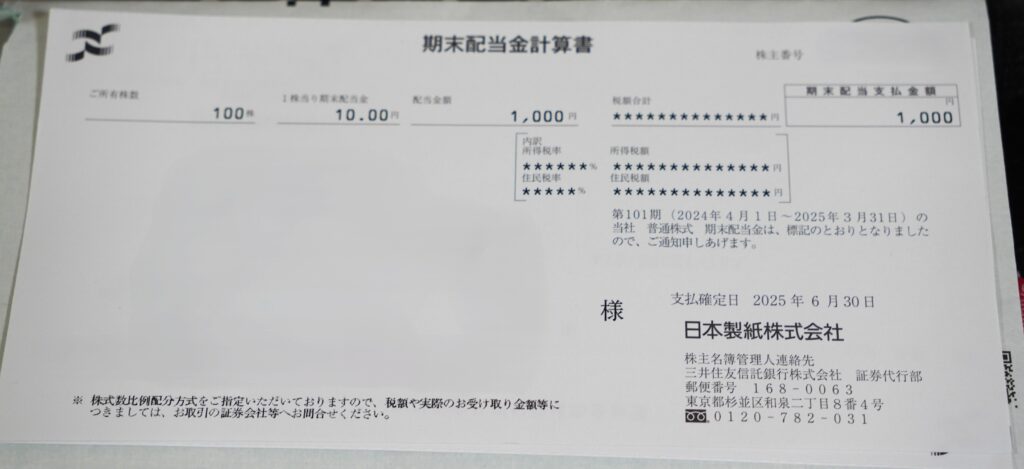 期末配当金計算書
株主番号
ご所有株数
100株
1株当り期末配当金
10.00円
配当金額
1,000円
税額合計
**************円
期末配当支払金額
円
1,000
内訳
所得税率
******%
所得税額
**************円
住民税率
*****%
住民税額
**************円
第101期(2024年4月1日~2025年3月31日)の
当社 普通株式 期末配当金は、標記のとおりとなりました
ので、ご通知申しあげます。
様
支払確定日 2025年6月30日
日本製紙株式会社
株主名簿管理人連絡先
三井住友信託銀行株式会社 証券代行部
郵便番号 168-0063
東京都杉並区和泉二丁目8番4号
0120-782-031
※ 株式数比例配分方式をご指定いただいておりますので、税額や実際のお受け取り金額等に
つきましては、お取引の証券会社等へお問合せください。